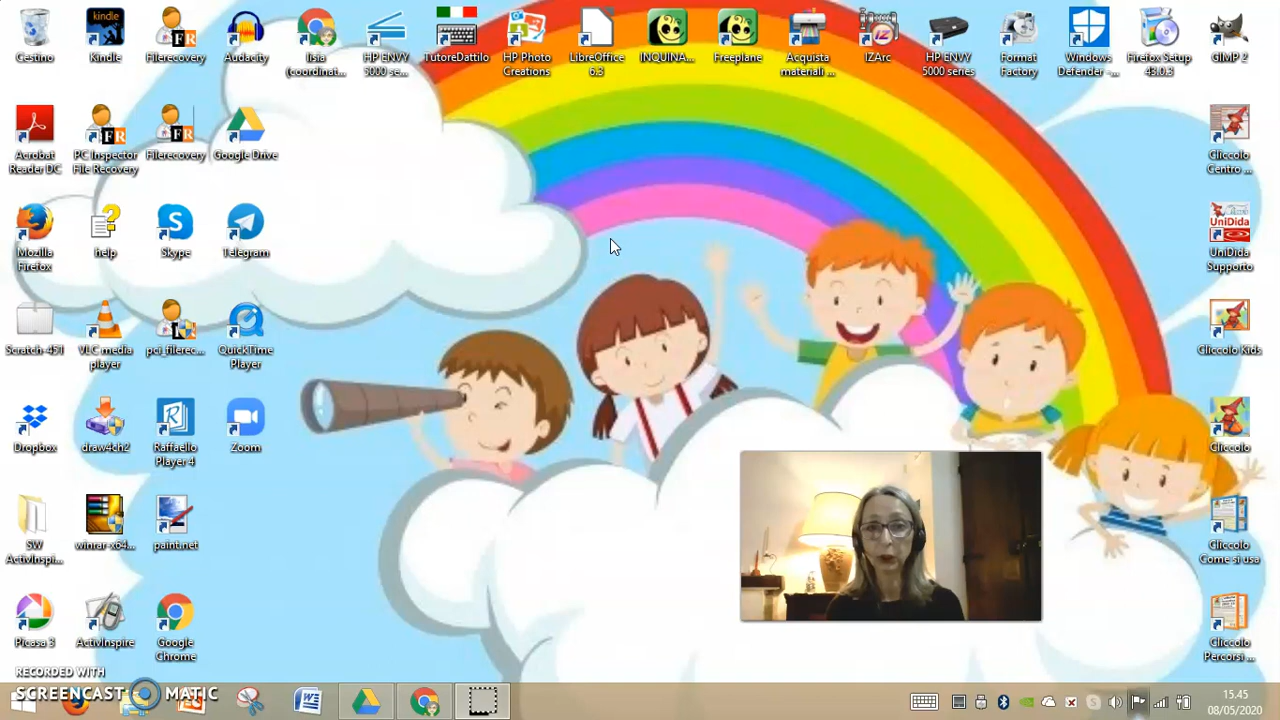 Cestino
Kindle
Filerecovery
Audacity
lisia
(coordinat...
HP ENVY
5000 se...
TutoreDattilo
HP Photo
Creations
LibreOffice
6.3
INQUINA...
Freeplane
Acquista
materiali ...
IZArc
HP ENVY
5000 series
Format
Factory
Windows
Defender -...
Firefox Setup
43.0.3
GIMP 2
Acrobat
Reader DC
PC Inspector
File Recovery
Filerecovery
Google Drive
Cliccolo
Centro ...
Mozilla
Firefox
help
Skype
Telegram
UniDida
UniDida
Supporto
Scratch-451
VLC media
player
pci_filerec...
QuickTime
Player
Cliccolo Kids
Dropbox
draw4ch2
Raffaello
Player 4
Zoom
Cliccolo
SW
ActivInspi...
winrar-x64...
paint.net
Cliccolo
Come si usa
Picasa 3
ActivInspire
Google
Chrome
Cliccolo
Percorsi ...
RECORDED WITH
SCREENCAST MATIC
15.45
08/05/2020